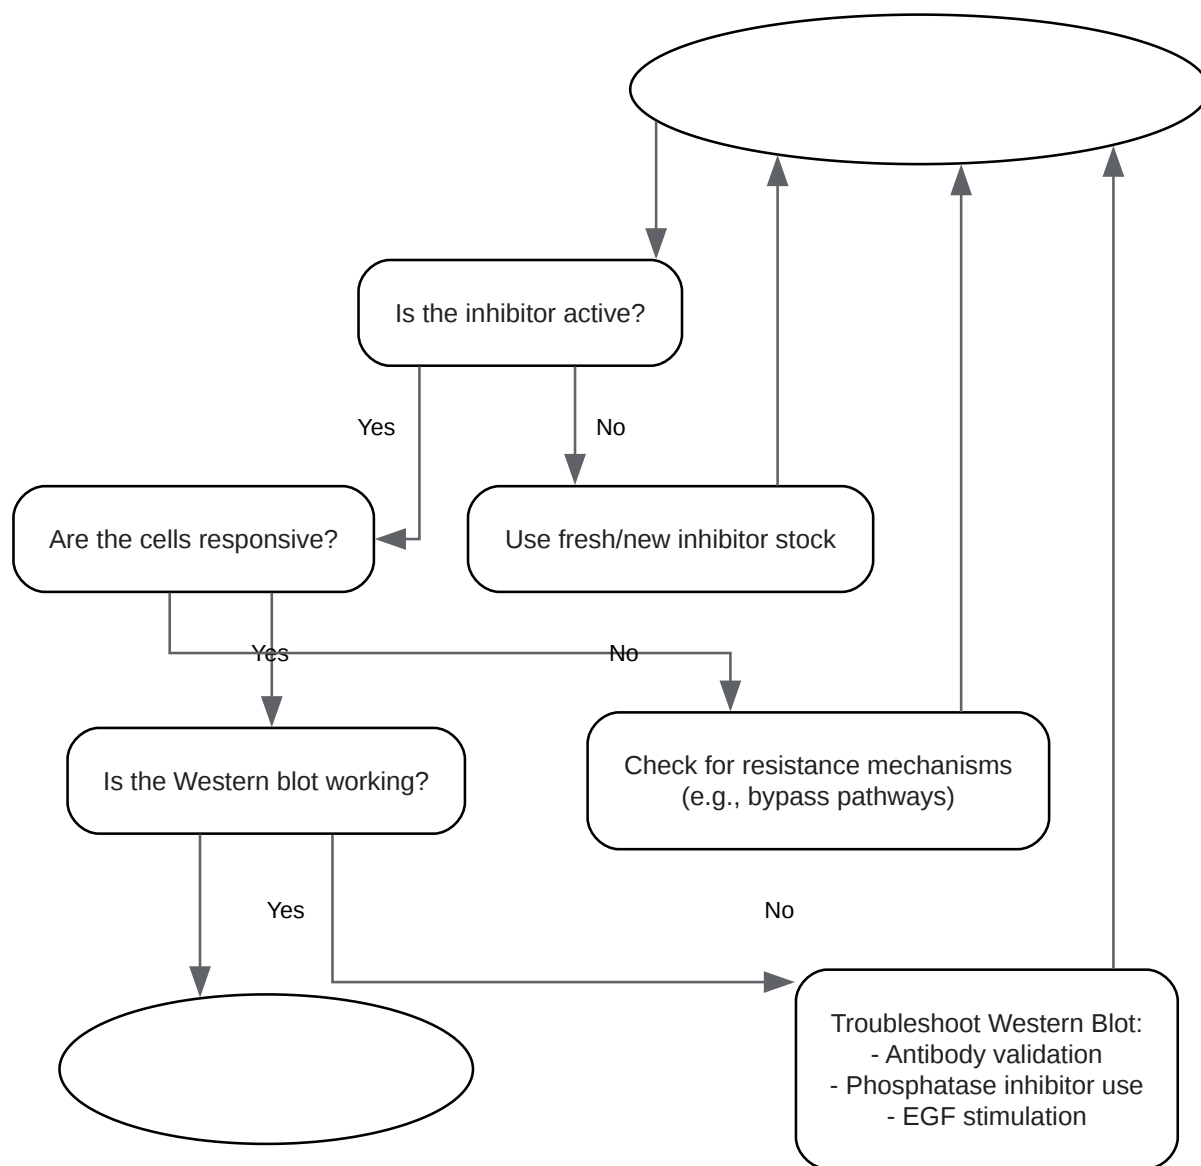 Is the inhibitor active?
Yes
No
Are the cells responsive?
Use fresh/new inhibitor stock
Yes
No
Is the Western blot working?
Check for resistance mechanisms
(e.g., bypass pathways)
Yes
No
Troubleshoot Western Blot:
- Antibody validation
- Phosphatase inhibitor use
- EGF stimulation